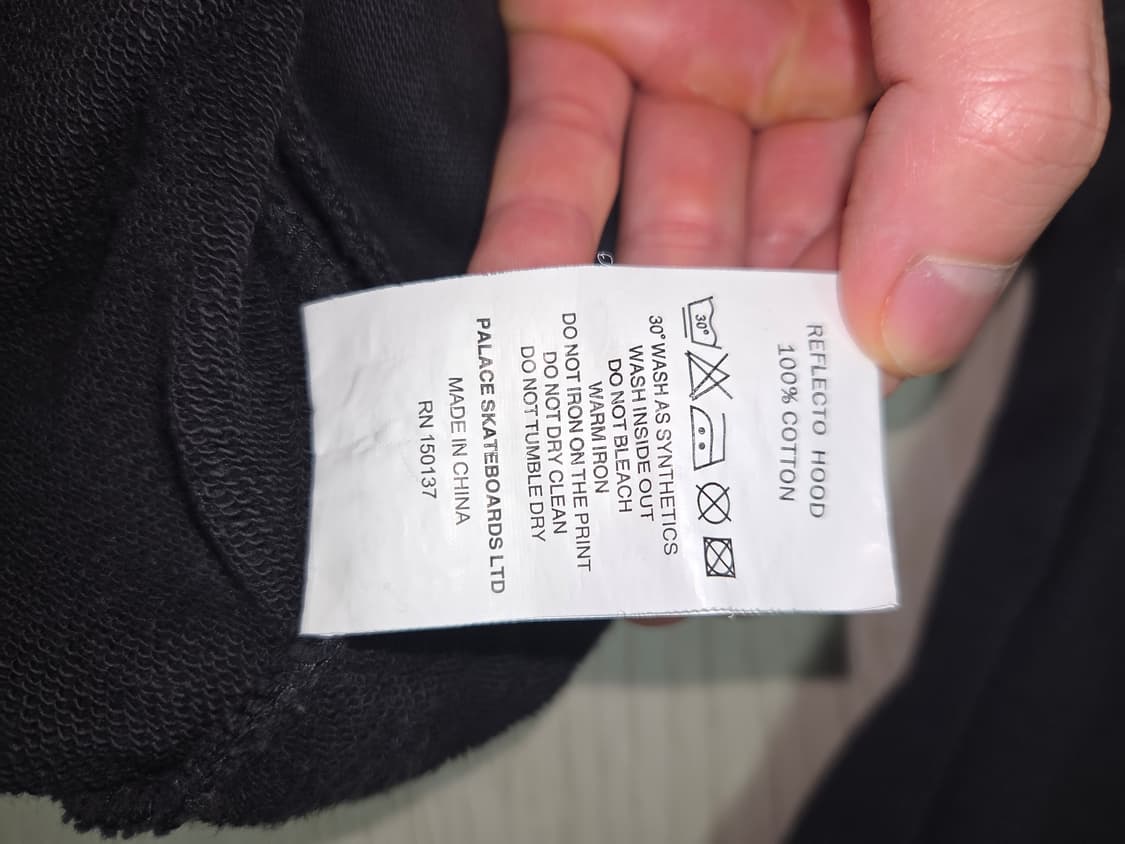 REFLECTO HOOD
100% COTTON
30°
30° WASH AS SYNTHETICS
WASH INSIDE OUT
DO NOT BLEACH
WARM IRON
DO NOT IRON ON THE PRINT
DO NOT DRY CLEAN
DO NOT TUMBLE DRY
PALACE SKATEBOARDS LTD
MADE IN CHINA
RN 150137